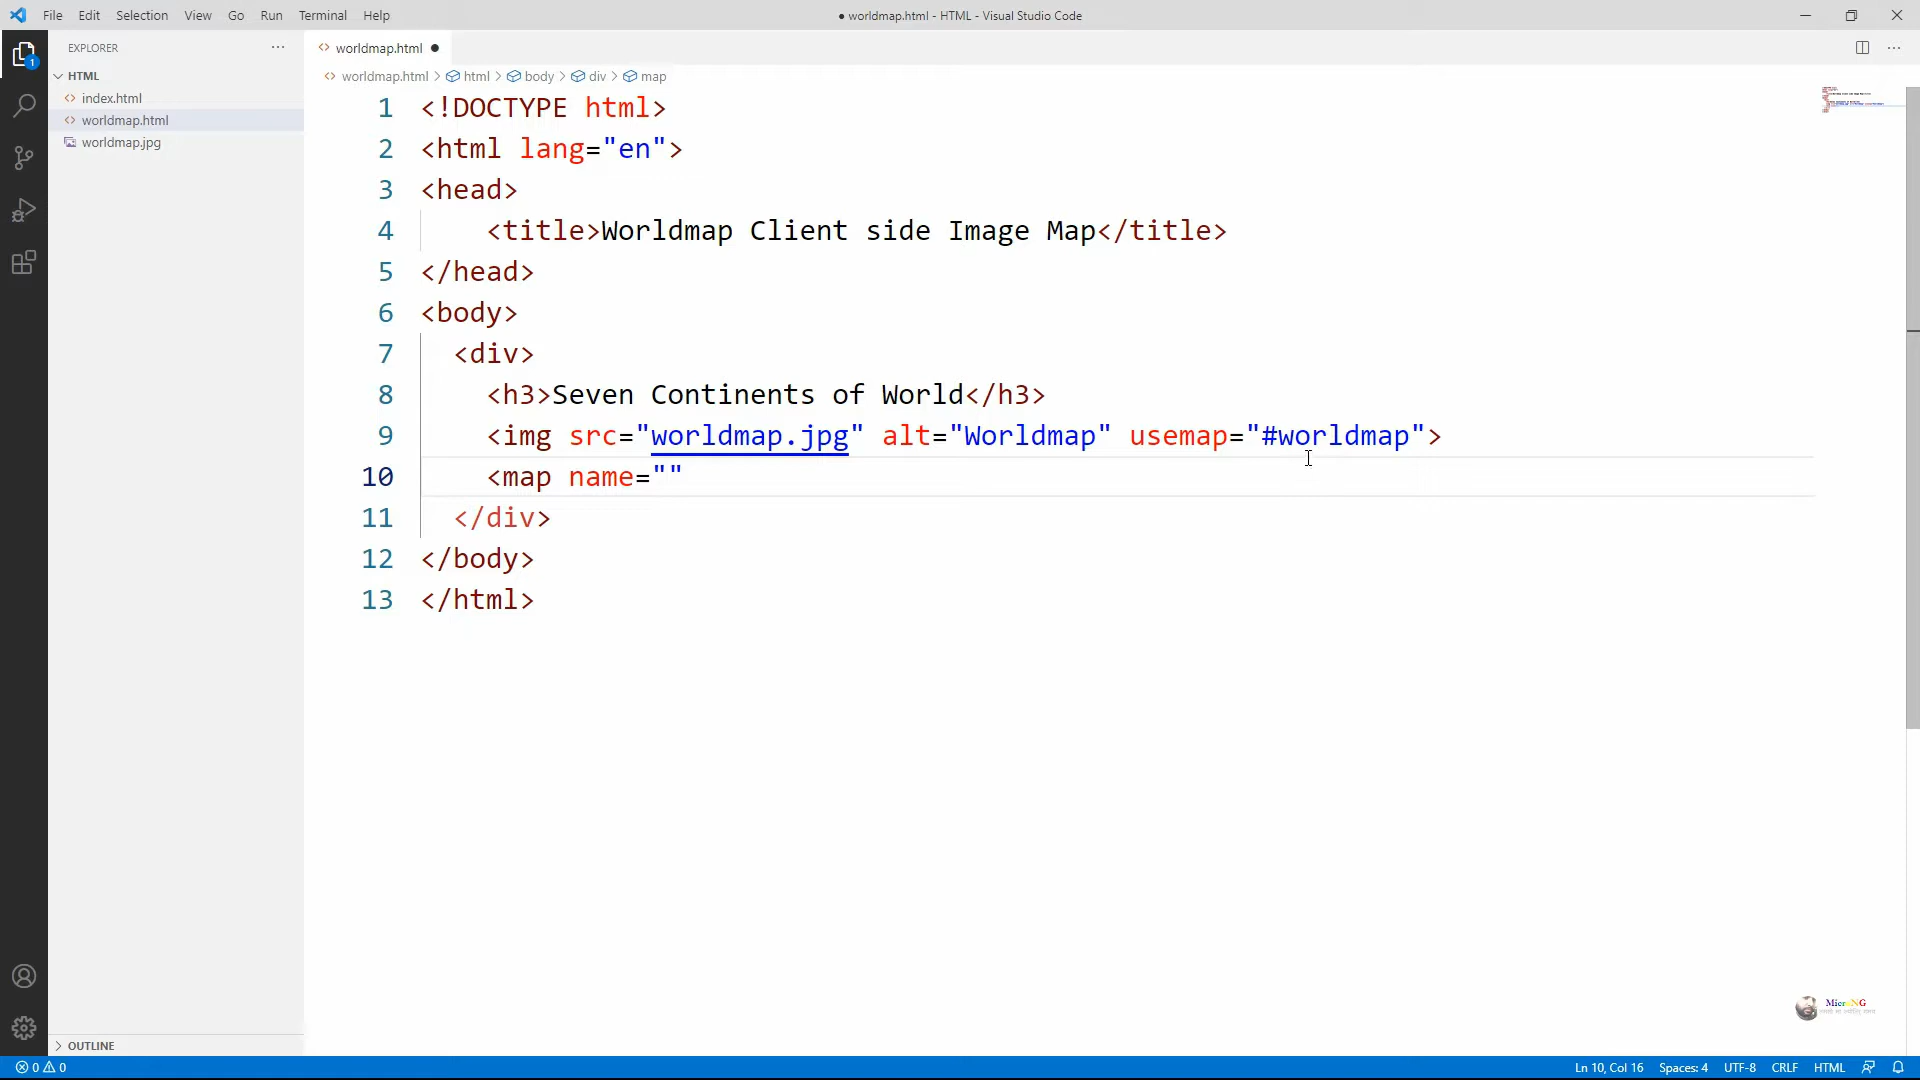 File Edit Selection View Go Run Terminal Help
● worldmap.html - HTML - Visual Studio Code
EXPLORER
HTML
index.html
worldmap.html
worldmap.jpg
OUTLINE
1
worldmap.html ●
worldmap.html > html > body > div > map
1 <!DOCTYPE html>
2 <html lang="en">
3 <head>
4 <title>Worldmap Client side Image Map</title>
5 </head>
6 <body>
7 <div>
8 <h3>Seven Continents of World</h3>
9 <img src="worldmap.jpg" alt="Worldmap" usemap="#worldmap">
10 <map name=""
11 </div>
12 </body>
13 </html>
MicroNG
0 0
Ln 10, Col 16 Spaces: 4 UTF-8 CRLF HTML